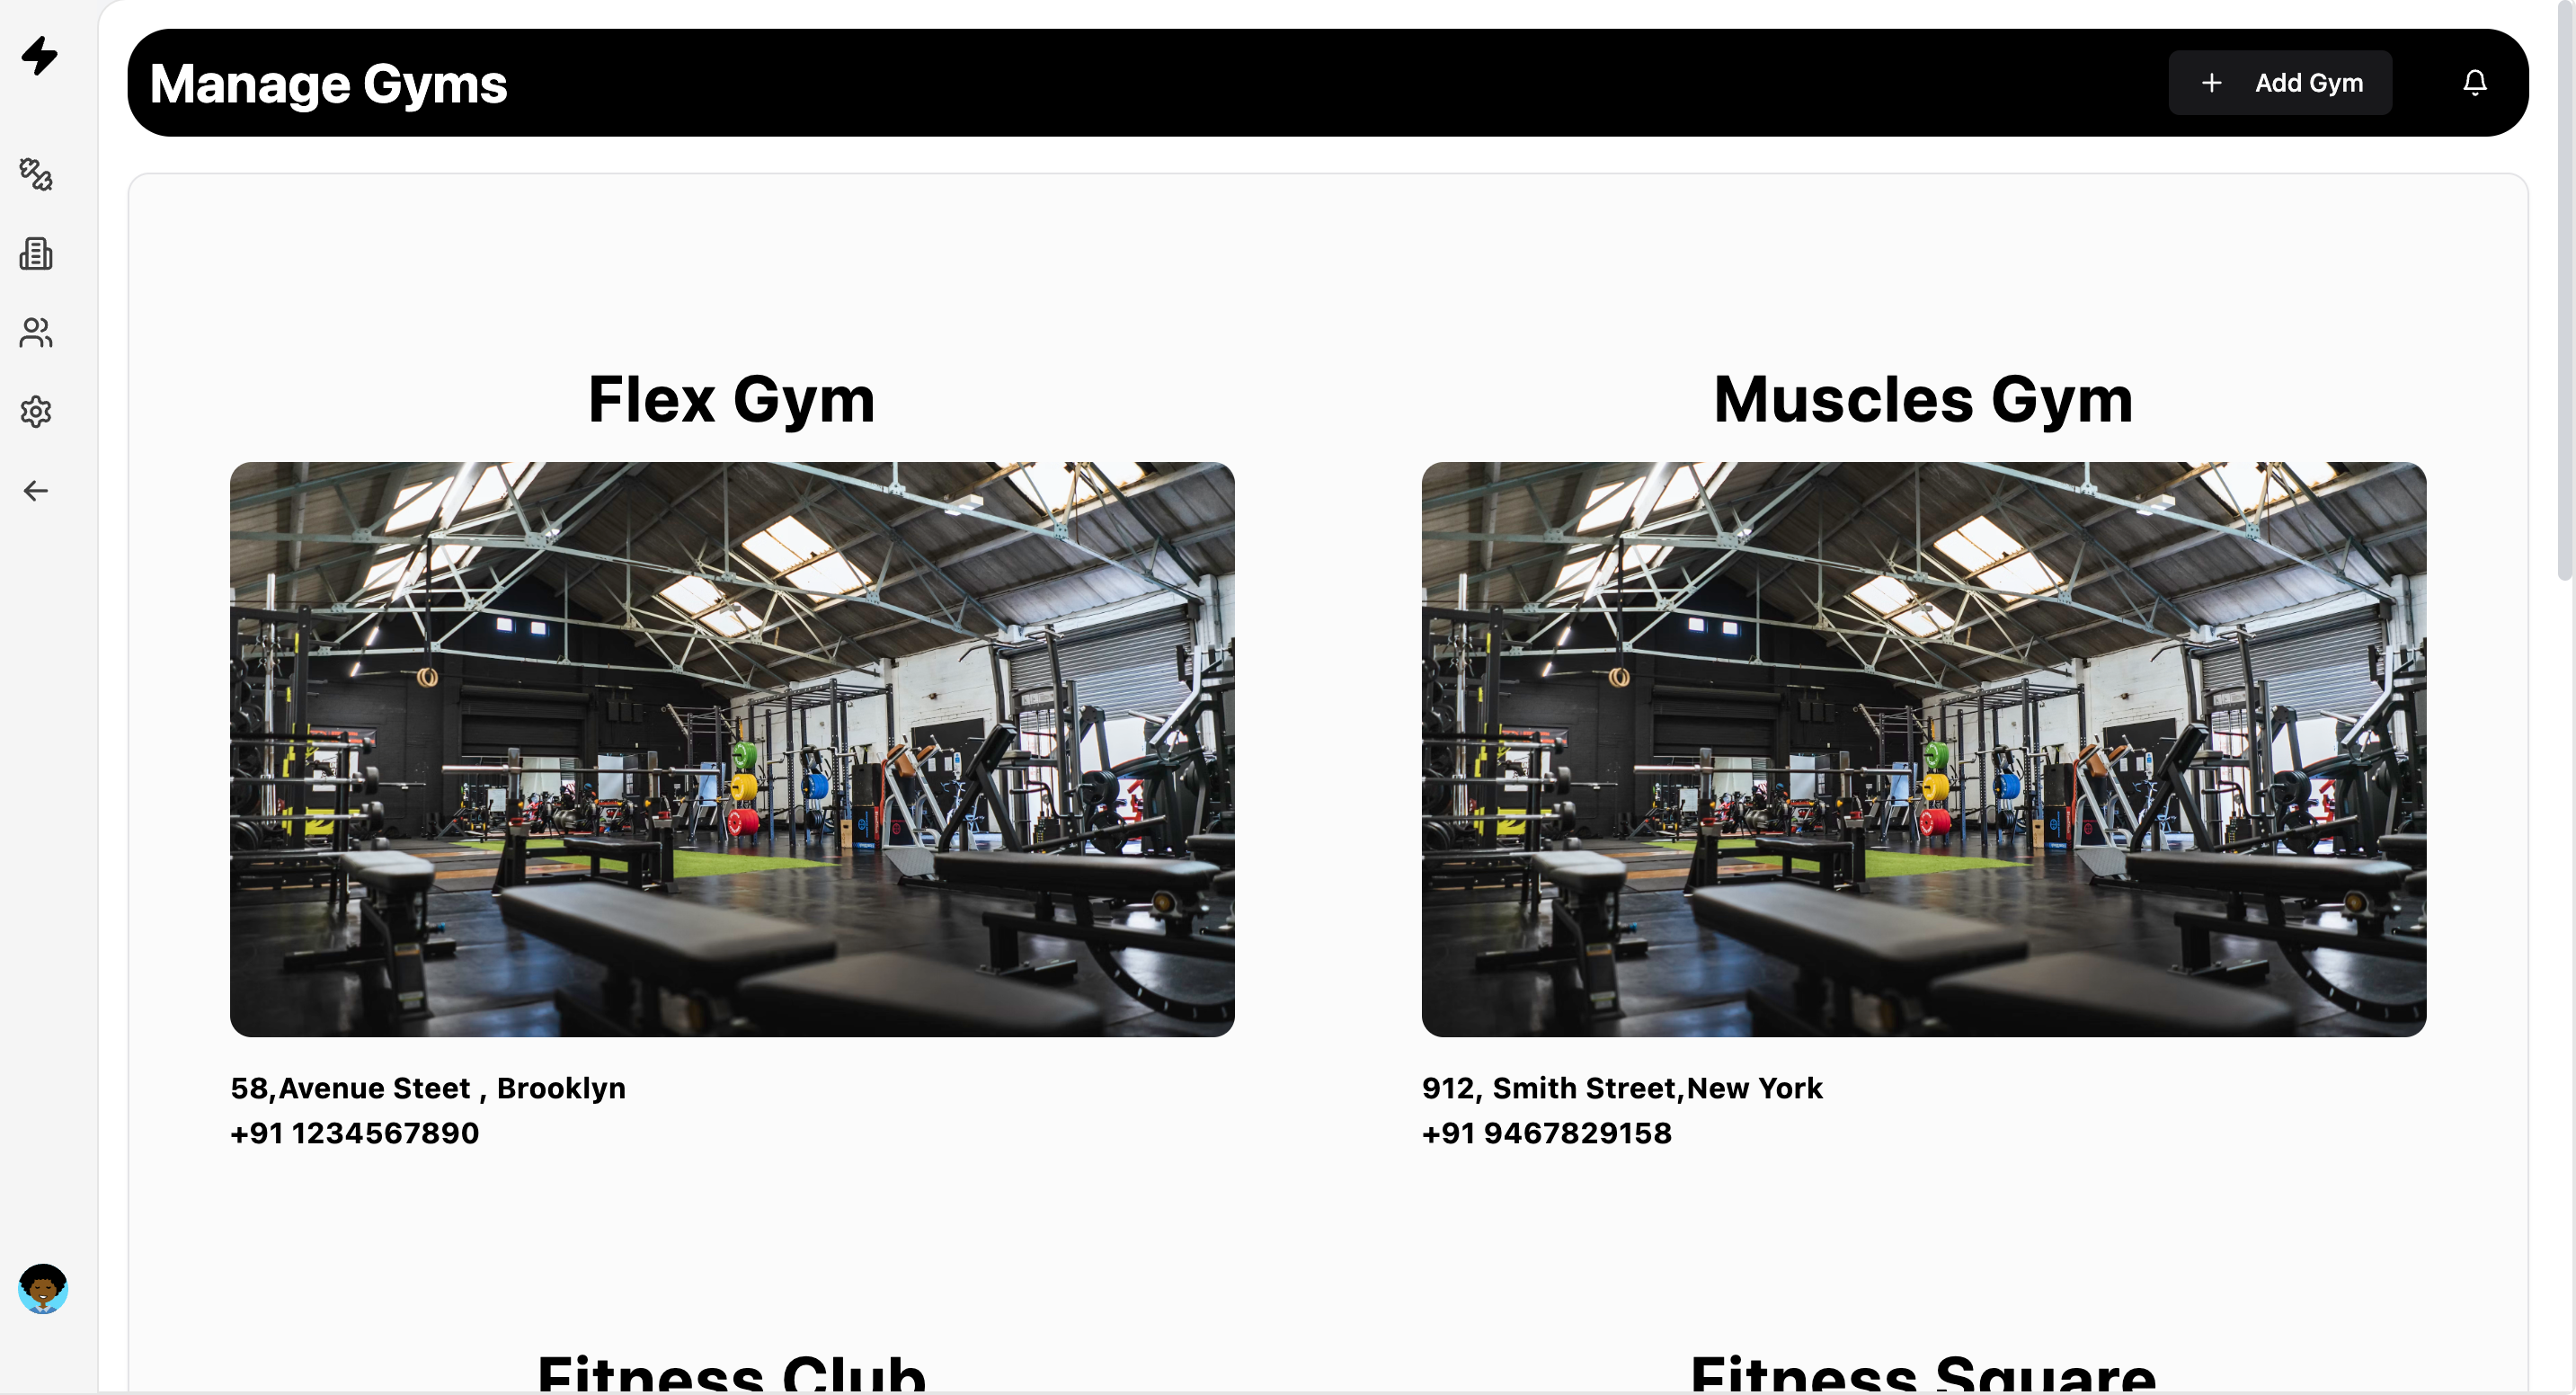 Manage Gyms
+ Add Gym
Flex Gym
Muscles Gym
58,Avenue Steet , Brooklyn
+91 1234567890
912, Smith Street,New York
+91 9467829158
Fitness Club
Fitness Square